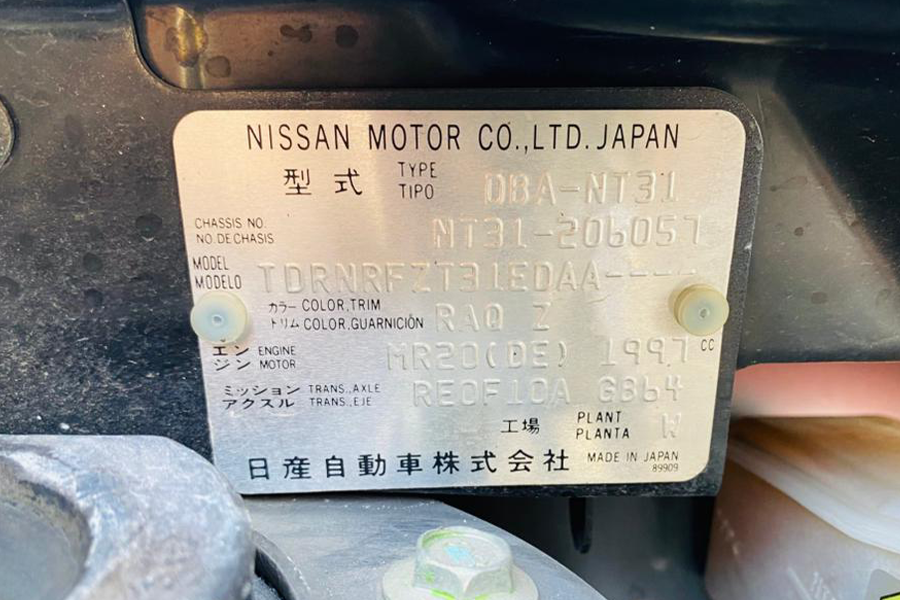 NISSAN MOTOR CO.,LTD. JAPAN
型式 TYPE TIPO DBA-NT31
CHASSIS NO. NO. DE CHASIS NT31-206057
MODEL MODELO TDRNRFZT31EDAA----
カラー COLOR,TRIM
トリム COLOR,GUARNICIÓN RAQ Z
エンジン ENGINE MOTOR MR20(DE) 1997 CC
ミッション TRANS.,AXLE
アクスル TRANS.,EJE RE0F10A GB64
工場 PLANT PLANTA W
日産自動車株式会社 MADE IN JAPAN
89909